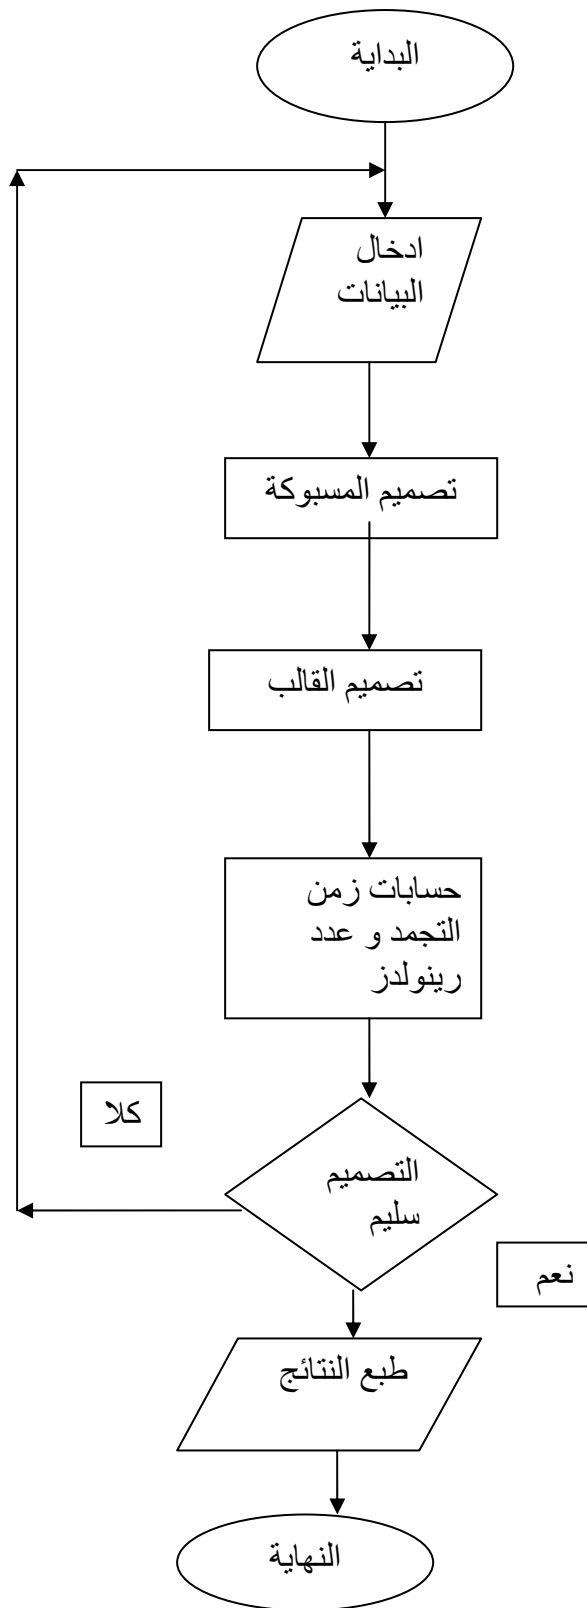 البداية
ادخال
البيانات
تصميم المسبوكة
تصميم القالب
حسابات زمن
التجمد و عدد
رينولدز
كلا
التصميم
سليم
نعم
طبع النتائج
النهاية